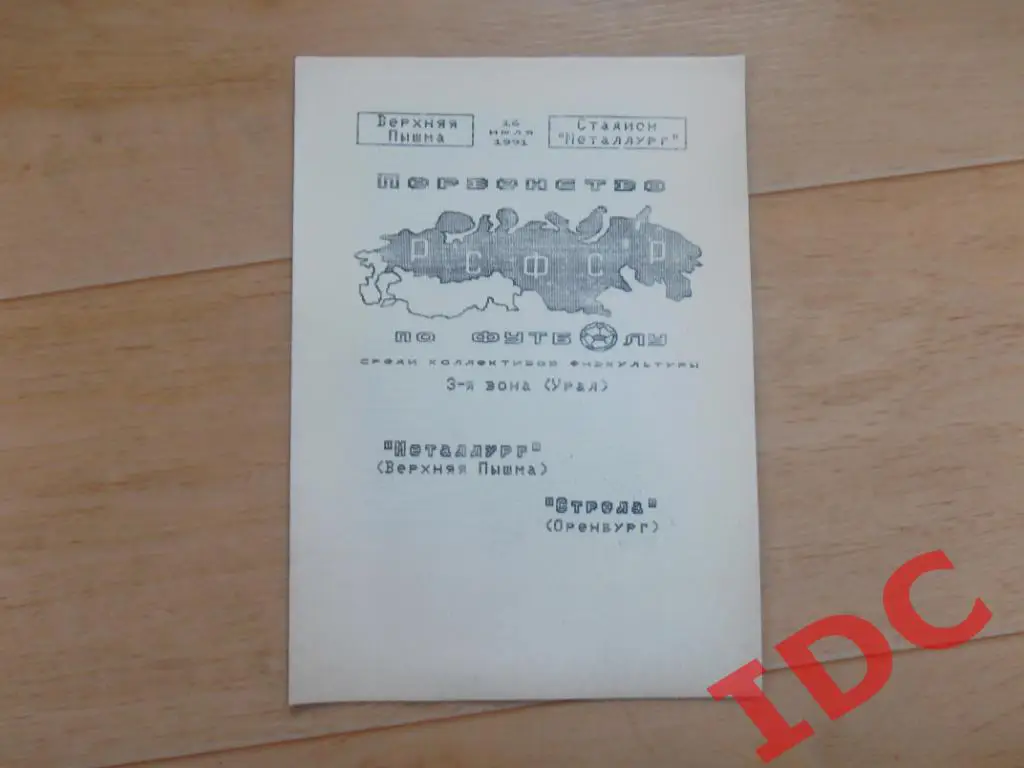 Верхняя
Пышма
16
июля
1991
Стадион
"Металлург"
Первенство
РСФСР
по футболу
среди коллективов физкультуры
3-я зона (Урал)
"Металлург"
(Верхняя Пышма)
"Стрела"
(Оренбург)
IDC